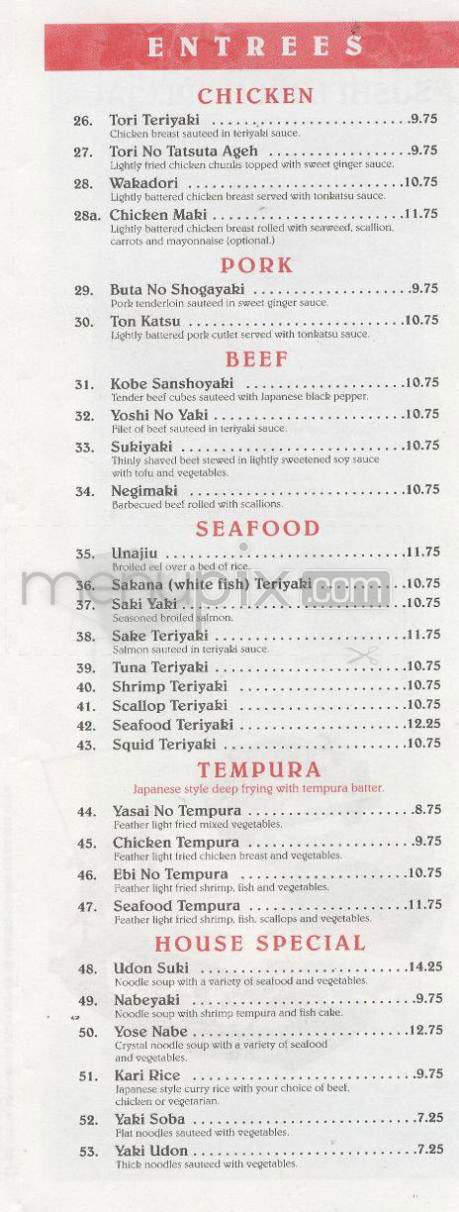 ENTREES
CHICKEN
26. Tori Teriyaki ........................9.75
Chicken breast sauteed in teriyaki sauce.
27. Tori No Tatsuta Ageh .................9.75
Lightly fried chicken chunks topped with sweet ginger sauce.
28. Wakadori ...........................10.75
Lightly battered chicken breast served with tonkatsu sauce.
28a. Chicken Maki ........................11.75
Lightly battered chicken breast rolled with seaweed, scallion,
carrots and mayonnaise (optional.)
PORK
29. Buta No Shogayaki ...................9.75
Pork tenderloin sauteed in sweet ginger sauce.
30. Ton Katsu ...........................10.75
Lightly battered pork cutlet served with tonkatsu sauce.
BEEF
31. Kobe Sanshoyaki ....................10.75
Tender beef cubes sauteed with Japanese black pepper.
32. Yoshi No Yaki ........................10.75
Filet of beef sauteed in teriyaki sauce.
33. Sukiyaki ............................10.75
Thinly shaved beef stewed in lightly sweetened soy sauce
with tofu and vegetables.
34. Negimaki ...........................10.75
Barbecued beef rolled with scallions.
SEAFOOD
35. Unajiu ..............................11.75
Broiled eel over a bed of rice.
36. Sakana (white fish) Teriyaki ..........10.75
37. Saki Yaki ............................10.75
Seasoned broiled salmon.
38. Sake Teriyaki ........................11.75
Salmon sauteed in teriyaki sauce.
39. Tuna Teriyaki ........................10.75
40. Shrimp Teriyaki .....................10.75
41. Scallop Teriyaki .....................10.75
42. Seafood Teriyaki .....................12.25
43. Squid Teriyaki .......................10.75
TEMPURA
Japanese style deep frying with tempura batter.
44. Yasai No Tempura ....................8.75
Feather light fried mixed vegetables.
45. Chicken Tempura ....................9.75
Feather light fried chicken breast and vegetables.
46. Ebi No Tempura ....................10.75
Feather light fried shrimp, fish and vegetables.
47. Seafood Tempura ...................11.75
Feather light fried shrimp, fish, scallops and vegetables.
HOUSE SPECIAL
48. Udon Suki .........................14.25
Noodle soup with a variety of seafood and vegetables.
49. Nabeyaki ............................9.75
Noodle soup with shrimp tempura and fish cake.
50. Yose Nabe ...........................12.75
Crystal noodle soup with a variety of seafood
and vegetables.
51. Kari Rice ............................9.75
Japanese style curry rice with your choice of beef,
chicken or vegetarian.
52. Yaki Soba ............................7.25
Flat noodles sauteed with vegetables.
53. Yaki Udon ...........................7.25
Thick noodles sauteed with vegetables.
menupix.com